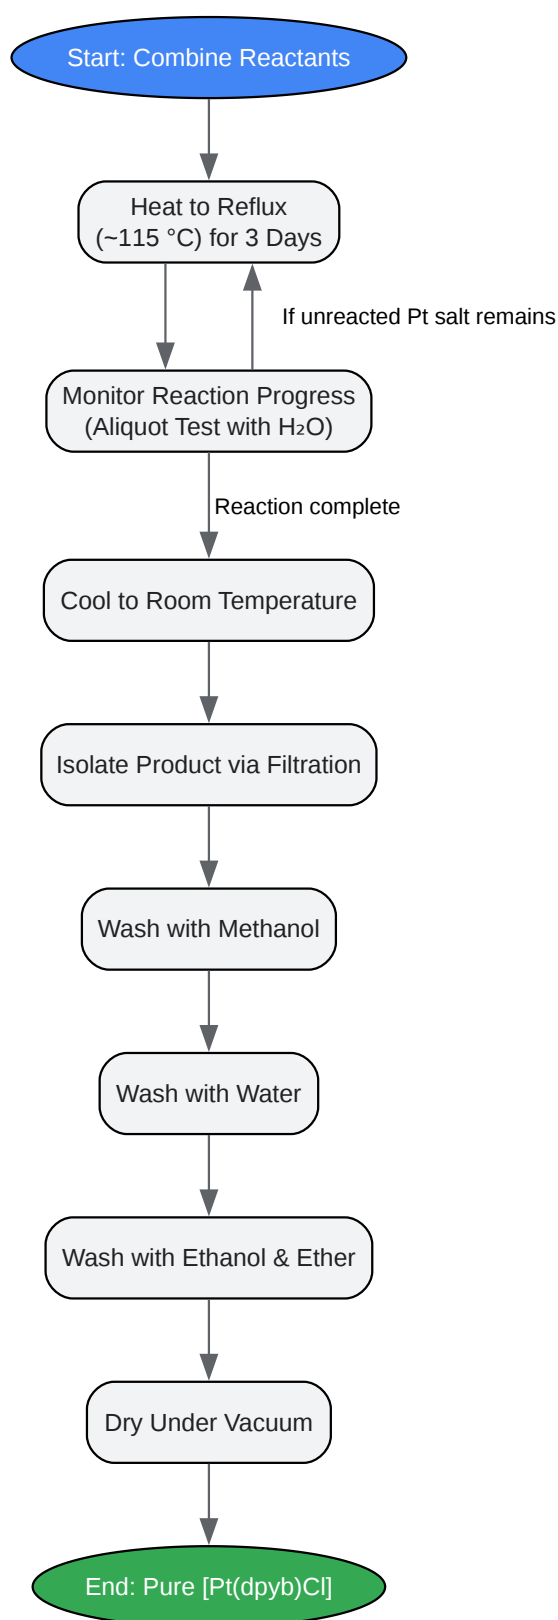 Start: Combine Reactants
Heat to Reflux
(~115 °C) for 3 Days
If unreacted Pt salt remains
Monitor Reaction Progress
(Aliquot Test with H₂O)
Reaction complete
Cool to Room Temperature
Isolate Product via Filtration
Wash with Methanol
Wash with Water
Wash with Ethanol & Ether
Dry Under Vacuum
End: Pure [Pt(dpyb)Cl]